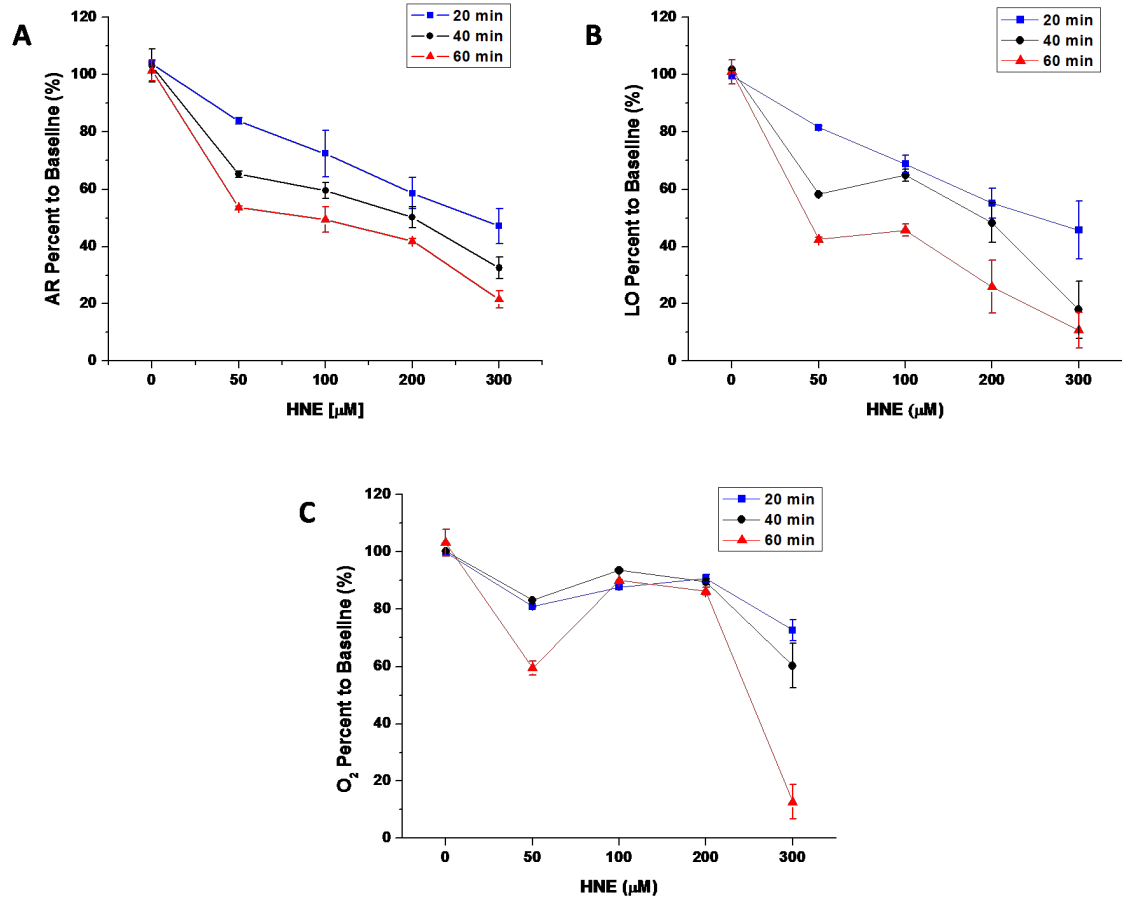 A
120
100
80
60
40
20
0
AR Percent to Baseline (%)
20 min
40 min
60 min
0 50 100 200 300
HNE [μM]
B
120
100
80
60
40
20
0
LO Percent to Baseline (%)
20 min
40 min
60 min
0 50 100 200 300
HNE (μM)
C
120
100
80
60
40
20
0
O₂ Percent to Baseline (%)
20 min
40 min
60 min
0 50 100 200 300
HNE (μM)